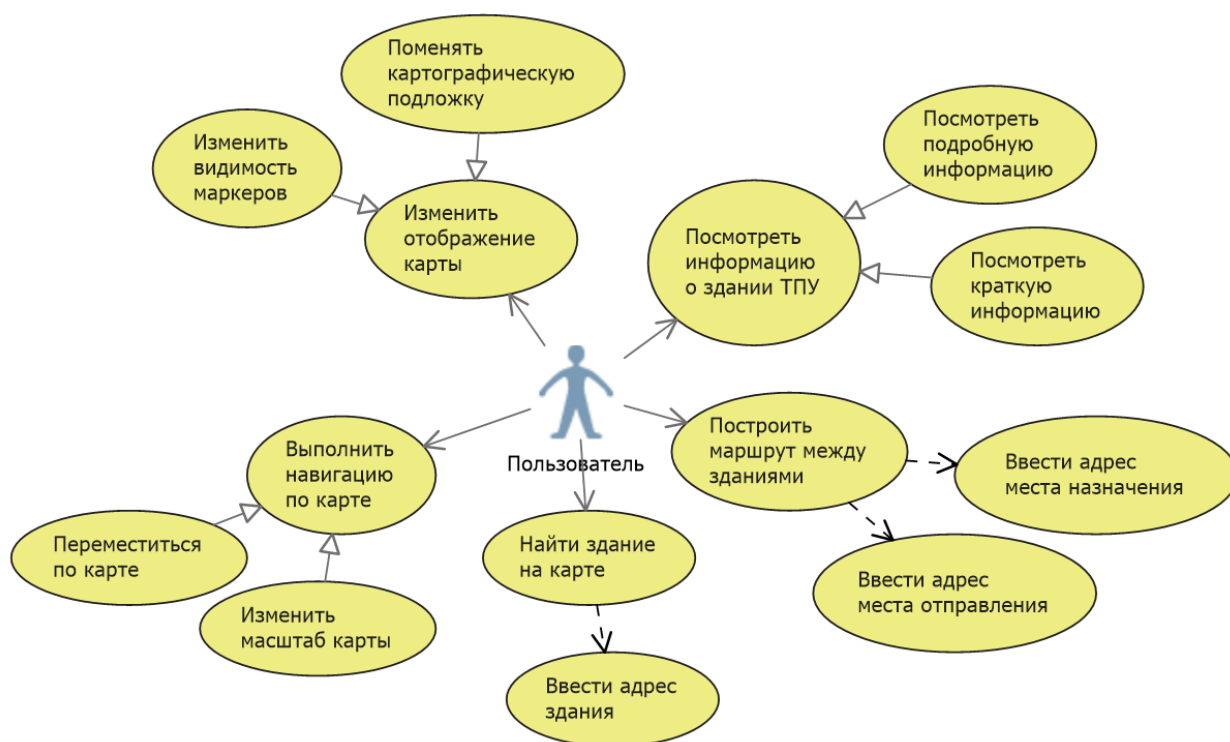 Поменять
картографическую
подложку
Изменить
видимость
маркеров
Изменить
отображение
карты
Посмотреть
подробную
информацию
Посмотреть
информацию
о здании ТПУ
Посмотреть
краткую
информацию
Пользователь
Выполнить
навигацию
по карте
Переместиться
по карте
Изменить
масштаб карты
Найти здание
на карте
Ввести адрес
здания
Построить
маршрут между
зданиями
Ввести адрес
места назначения
Ввести адрес
места отправления